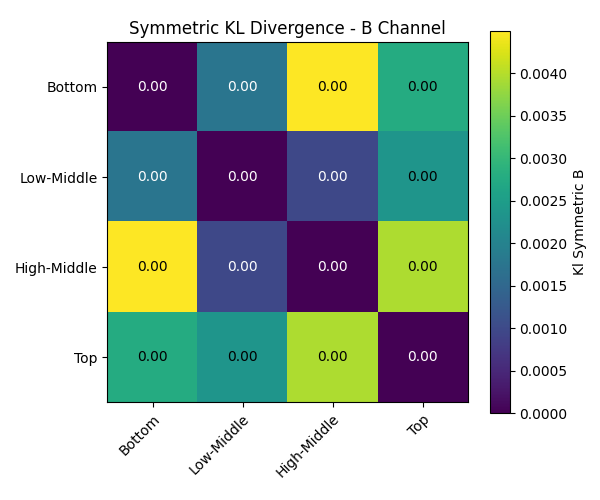 Symmetric KL Divergence - B Channel
Bottom 0.00 0.00 0.00 0.00
Low-Middle 0.00 0.00 0.00 0.00
High-Middle 0.00 0.00 0.00 0.00
Top 0.00 0.00 0.00 0.00
Bottom Low-Middle High-Middle Top
0.0040
0.0035
0.0030
0.0025
0.0020
0.0015
0.0010
0.0005
0.0000
Kl Symmetric B